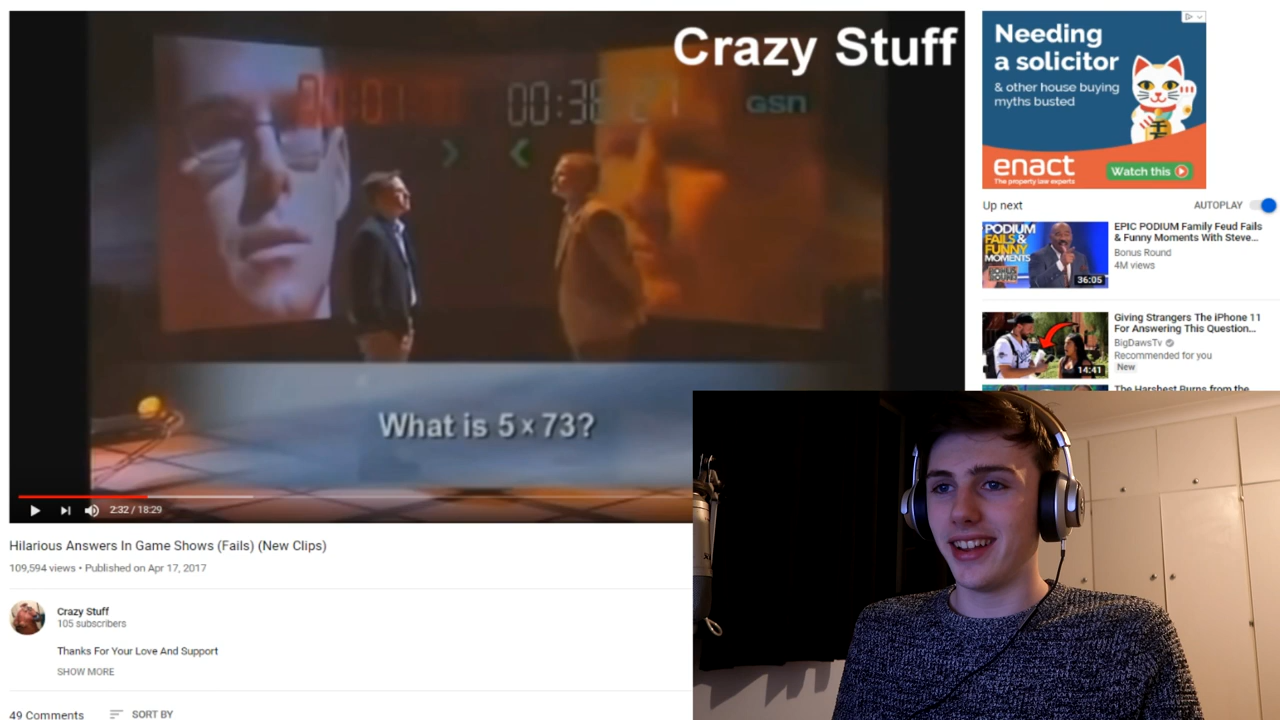 Crazy Stuff
GSN
What is 5 × 73?
2:32 / 18:29
Hilarious Answers In Game Shows (Fails) (New Clips)
109,594 views • Published on Apr 17, 2017
Crazy Stuff
105 subscribers
Thanks For Your Love And Support
SHOW MORE
49 Comments
SORT BY
Needing
a solicitor
& other house buying
myths busted
enact
The property law experts
Watch this
Up next
AUTOPLAY
PODIUM
FAILS &
FUNNY
MOMENTS
36:05
EPIC PODIUM Family Feud Fails
& Funny Moments With Steve...
Bonus Round
4M views
14:41
Giving Strangers The iPhone 11
For Answering This Question...
BigDawsTv
Recommended for you
New
The Harshest Burns from the